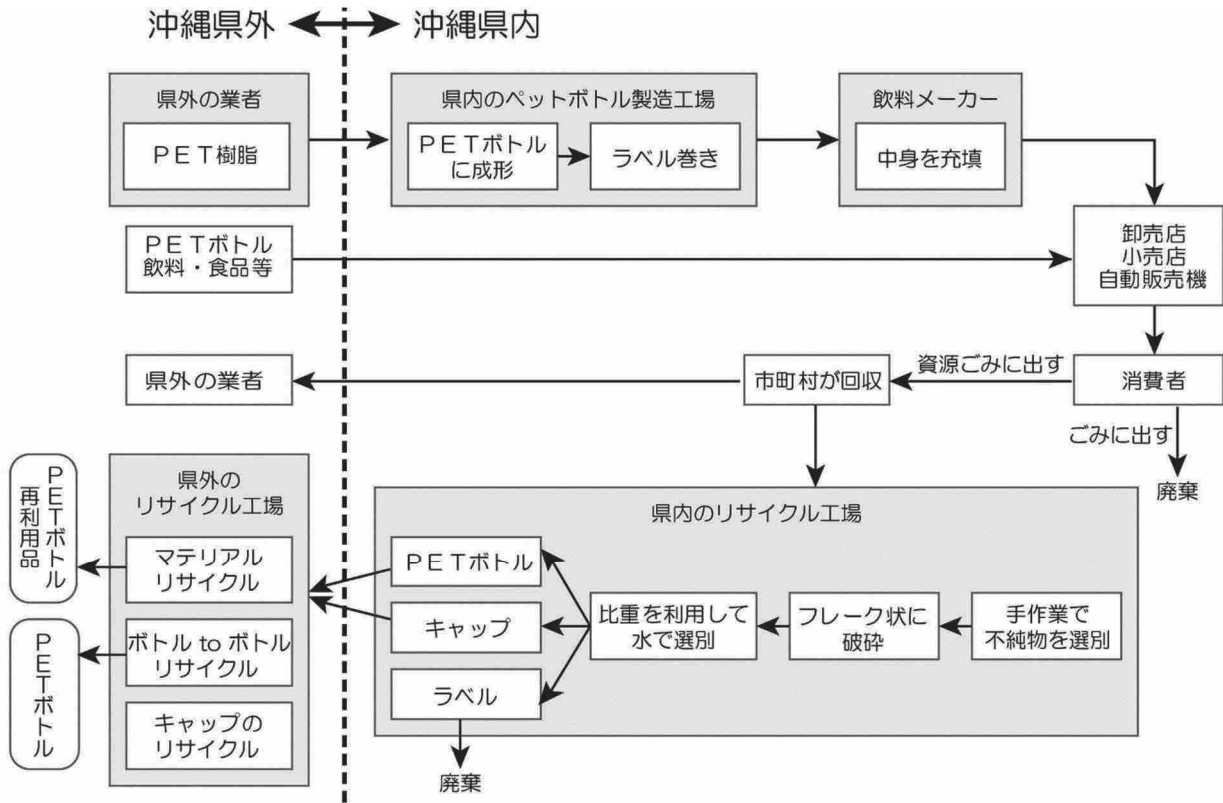 沖縄県外
沖縄県内
県外の業者
PET樹脂
県内のペットボトル製造工場
PETボトル
に成形
ラベル巻き
飲料メーカー
中身を充填
PETボトル
飲料・食品等
卸売店
小売店
自動販売機
県外の業者
市町村が回収
資源ごみに出す
消費者
ごみに出す
廃棄
県外の
リサイクル工場
マテリアル
リサイクル
ボトル to ボトル
リサイクル
キャップの
リサイクル
PETボトル
再利用品
PETボトル
県内のリサイクル工場
PETボトル
キャップ
ラベル
比重を利用して
水で選別
フレーク状に
破砕
手作業で
不純物を選別
廃棄